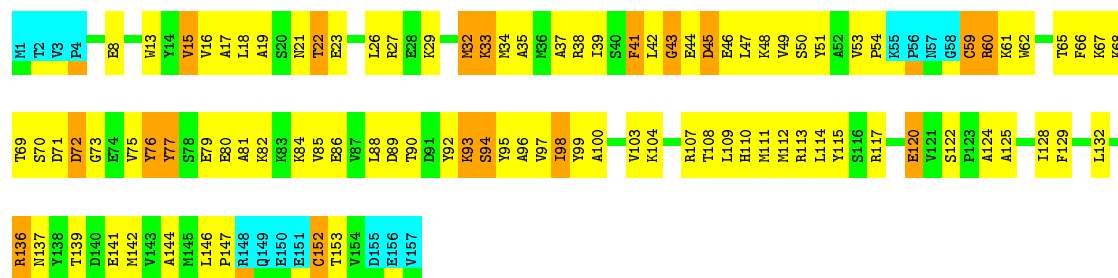 M1 T2 V3 P4 E8 W13 Y14 V15 V16 A17 L18 A19 S20 N21 T22 E23 L26 R27 E28 K29 M32 K33 M34 A35 M36 A37 R38 I39 S40 F41 L42 G43 E44 D45 E46 L47 K48 V49 S50 Y51 A52 V53 P54 K55 P56 N57 G58 C59 R60 K61 W62 T65 F66 K67 K68
T69 S70 D71 D72 G73 E74 V75 Y76 Y77 S78 E79 E80 A81 K82 K83 K84 V85 E86 V87 L88 D89 T90 D91 Y92 K93 S94 Y95 A96 V97 I98 Y99 A100 V103 K104 R107 T108 L109 H110 M111 M112 R113 L114 Y115 S116 R117 E120 V121 S122 P123 A124 A125 I128 F129 L132
R136 N137 Y138 T139 D140 E141 M142 V143 A144 M145 L146 P147 R148 Q149 E150 E151 C152 T153 V154 D155 E156 V157